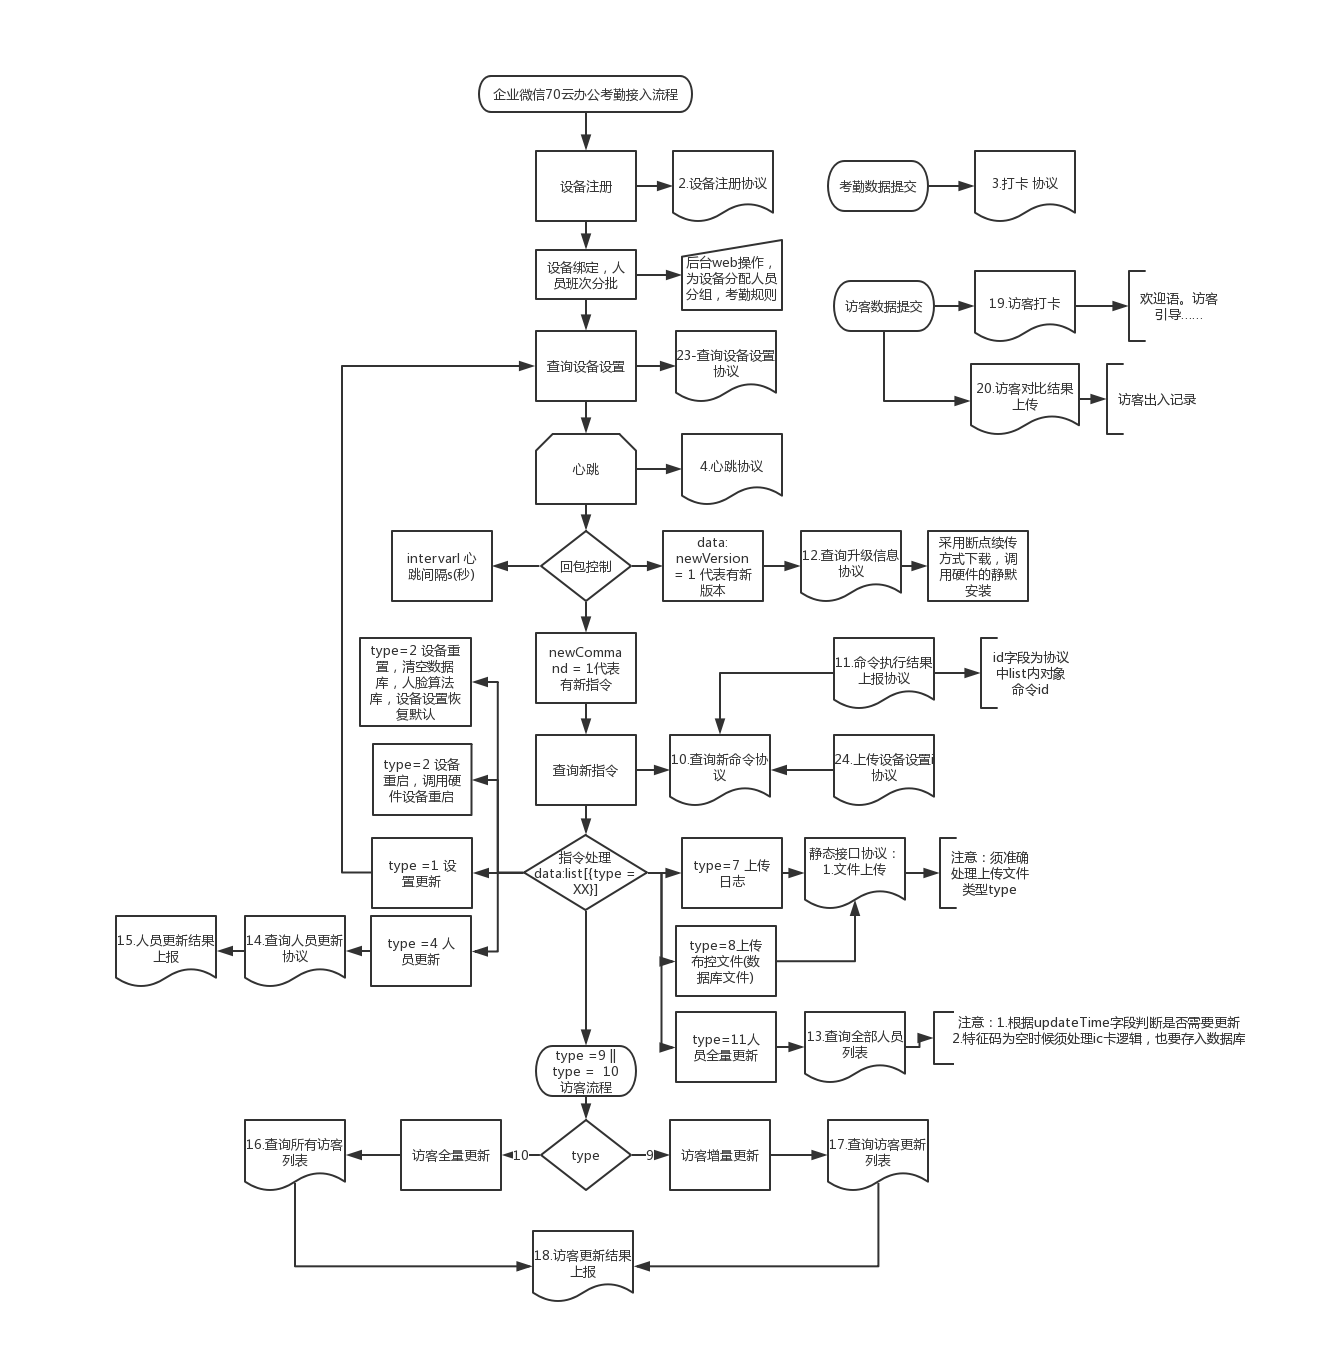 企业微信70云办公考勤接入流程
设备注册
2.设备注册协议
考勤数据提交
3.打卡 协议
设备绑定，人
员班次分批
后台web操作，
为设备分配人员
分组，考勤规则
访客数据提交
19.访客打卡
欢迎语。访客
引导……
查询设备设置
23-查询设备设置
协议
20.访客对比结果
上传
访客出入记录
心跳
4.心跳协议
intervarl 心
跳间隔s(秒)
回包控制
data:
newVersion
= 1 代表有新
版本
12.查询升级信息
协议
采用断点续传
方式下载，调
用硬件的静默
安装
type=2 设备重
置，清空数据
库，人脸算法
库，设备设置恢
复默认
newComma
nd = 1代表
有新指令
11.命令执行结果
上报协议
id字段为协议
中list内对象
命令id
type=2 设备
重启，调用硬
件设备重启
查询新指令
10.查询新命令协
议
24.上传设备设置
协议
type =1 设
置更新
指令处理
data:list[{type =
XX}]
type=7 上传
日志
静态接口协议：
1.文件上传
注意：须准确
处理上传文件
类型type
15.人员更新结果
上报
14.查询人员更新
协议
type =4 人
员更新
type=8上传
布控文件(数
据库文件)
type=11人
员全量更新
13.查询全部人员
列表
注意：1.根据updateTime字段判断是否需要更新
2.特征码为空时候须处理ic卡逻辑，也要存入数据库
type =9 ||
type =  10
访客流程
16.查询所有访客
列表
访客全量更新
10
type
9
访客增量更新
17.查询访客更新
列表
18.访客更新结果
上报